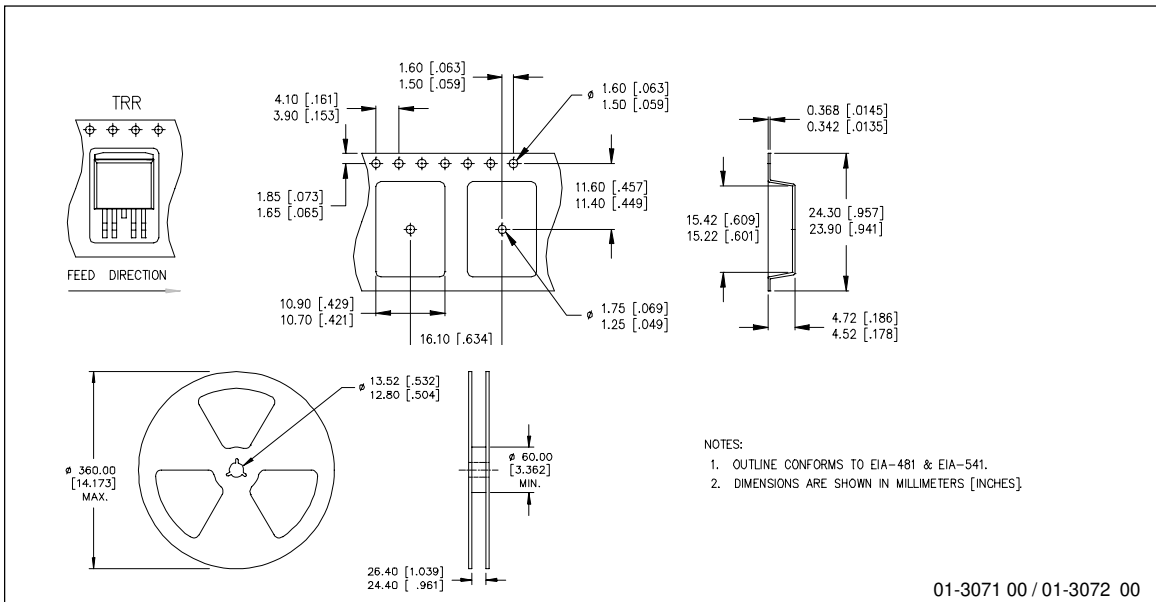 TRR
FEED DIRECTION
1.60 [.063]
1.50 [.059]
4.10 [.161]
3.90 [.153]
ø 1.60 [.063]
1.50 [.059]
1.85 [.073]
1.65 [.065]
11.60 [.457]
11.40 [.449]
10.90 [.429]
10.70 [.421]
16.10 [.634]
ø 1.75 [.069]
1.25 [.049]
0.368 [.0145]
0.342 [.0135]
15.42 [.609]
15.22 [.601]
24.30 [.957]
23.90 [.941]
4.72 [.186]
4.52 [.178]
ø 360.00
[14.173]
MAX.
ø 13.52 [.532]
12.80 [.504]
ø 60.00
[3.362]
MIN.
26.40 [1.039]
24.40 [ .961]
NOTES:
1. OUTLINE CONFORMS TO EIA-481 & EIA-541.
2. DIMENSIONS ARE SHOWN IN MILLIMETERS [INCHES].
01-3071 00 / 01-3072 00